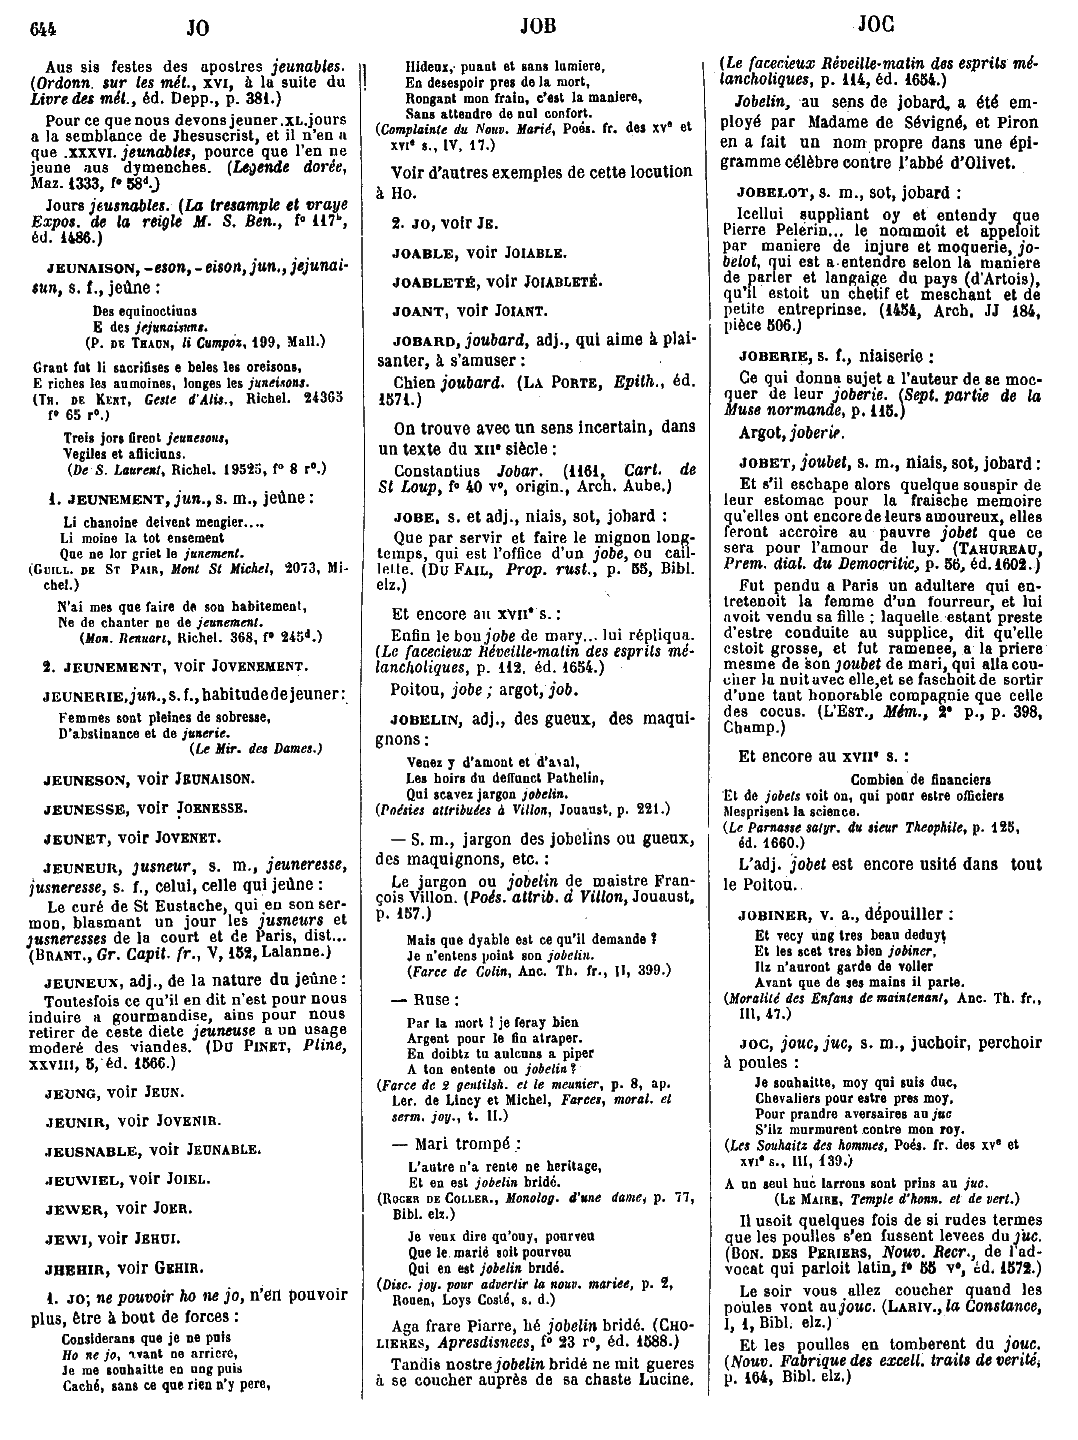 644 JO JOB JOC
Aus sis festes des apostres jeunables.
(Ordonn. sur les mét., XVI, à la suite du
Livre des mét., éd. Depp., p. 381.)
Pour ce que nous devons jeuner .XL. jours
a la semblance de Jhesuscrist, et il n'en a
que .XXXVI. jeunables, pource que l'en ne
jeune aus dymenches. (Legende dorée,
Maz. 1333, f° 58d.)
Jours jeusnables. (La tresample et vraye
Expos. de la reigle M. S. Ben., f° 117b,
éd. 1486.)
JEUNAISON, -eson, -eison, jun., jejunai-
sun, s. f., jeûne :
Des equinoctiuns
E des jejunaisuns.
(P. DE THAUN, li Cumpoz, 199, Mall.)
Grant fut li sacrifises e beles les oreisons,
E riches les aumoines, longes les juneisons.
(TH. DE KENT, Geste d'Alis., Richel. 24363
f° 65 r°.)
Treis jors firent jeunesons,
Vegiles et afliciuns.
(De S. Laurent, Richel. 19525, f° 8 r°.)
1. JEUNEMENT, jun., s. m., jeûne :
Li chanoine deivent mengier....
Li moine la tot ensement
Que ne lor griet le junement.
(GUILL. DE ST PAIR, Mont St Michel, 2073, Mi-
chel.)
N'ai mes que faire de son habitement,
Ne de chanter ne de jeunement.
(Mon. Renuart, Richel. 368, f° 245d.)
2. JEUNEMENT, voir JOVENEMENT.
JEUNERIE, jun., s. f., habitude de jeuner :
Femmes sont pleines de sobresse,
D'abstinance et de junerie.
(Le Mir. des Dames.)
JEUNESON, voir JEUNAISON.
JEUNESSE, voir JOENESSE.
JEUNET, voir JOVENET.
JEUNEUR, jusneur, s. m., jeuneresse,
jusneresse, s. f., celui, celle qui jeûne :
Le curé de St Eustache, qui en son ser-
mon, blasmant un jour les jusneurs et
jusneresses de la court et de Paris, dist...
(BRANT., Gr. Capit. fr., V, 152, Lalanne.)
JEUNEUX, adj., de la nature du jeûne :
Toutesfois ce qu'il en dit n'est pour nous
induire a gourmandise, ains pour nous
retirer de ceste diete jeuneuse a un usage
moderé des viandes. (DU PINET, Pline,
XXVIII, 5, éd. 1566.)
JEUNG, voir JEUN.
JEUNIR, voir JOVENIR.
JEUSNABLE, voir JEUNABLE.
JEUWIEL, voir JOIEL.
JEWER, voir JOER.
JEWI, voir JEHUI.
JHEHIR, voir GEHIR.
1. JO; ne pouvoir ho ne jo, n'en pouvoir
plus, être à bout de forces :
Considerans que je ne puis
Ho ne jo, avant ne arriere,
Je me souhaitte en ung puis
Caché, sans ce que rien n'y pere,
Hideux, puant et sans lumiere,
En desespoir pres de la mort,
Rongant mon frain, c'est la maniere,
Sans attendre de nul confort.
(Complainte du Nouv. Marié, Poés. fr. des XVe et
XVIe s., IV, 17.)
Voir d'autres exemples de cette locution
à Ho.
2. JO, voir JE.
JOABLE, voir JOIABLE.
JOABLETÉ, voir JOIABLETÉ.
JOANT, voir JOIANT.
JOBARD, joubard, adj., qui aime à plai-
santer, à s'amuser :
Chien joubard. (LA PORTE, Epith., éd.
1571.)
On trouve avec un sens incertain, dans
un texte du XIIe siècle :
Constantius Jobar. (1161, Cart. de
St Loup, f° 40 v°, origin., Arch. Aube.)
JOBE, s. et adj., niais, sot, jobard :
Que par servir et faire le mignon long-
temps, qui est l'office d'un jobe, ou cail-
lette. (DU FAIL, Prop. rust., p. 55, Bibl.
elz.)
Et encore au XVIIe s. :
Enfin le bon jobe de mary... lui répliqua.
(Le facecieux Réveille-matin des esprits mé-
lancholiques, p. 112, éd. 1654.)
Poitou, jobe ; argot, job.
JOBELIN, adj., des gueux, des maqui-
gnons :
Venez y d'amont et d'aval,
Les hoirs du deffunct Pathelin,
Qui scavez jargon jobelin.
(Poésies attribuées à Villon, Jouaust, p. 221.)
— S. m., jargon des jobelins ou gueux,
des maquignons, etc. :
Le jargon ou jobelin de maistre Fran-
çois Villon. (Poés. attrib. à Villon, Jouaust,
p. 157.)
Mais que dyable est ce qu'il demande ?
Je n'entens point son jobelin.
(Farce de Colin, Anc. Th. fr., II, 399.)
— Ruse :
Par la mort ! je feray bien
Argent pour le fin atraper.
En doibtz tu aulcuns a piper
A ton entente ou jobelin ?
(Farce de 2 gentilsh. et le meunier, p. 8, ap.
Ler. de Lincy et Michel, Farces, moral. et
serm. joy., t. II.)
— Mari trompé :
L'autre n'a rente ne heritage,
Et en est jobelin bridé.
(ROGER DE COLLER., Monolog. d'une dame, p. 77,
Bibl. elz.)
Je veux dire qu'ouy, pourveu
Que le marié soit pourveu
Qui en est jobelin bridé.
(Disc. joy. pour advertir la nouv. mariee, p. 2,
Rouen, Loys Costé, s. d.)
Aga frare Piarre, hé jobelin bridé. (CHO-
LIERES, Apresdisnees, f° 23 r°, éd. 1588.)
Tandis nostre jobelin bridé ne mit gueres
à se coucher auprès de sa chaste Lucine.
(Le facecieux Réveille-matin des esprits mé-
lancholiques, p. 114, éd. 1654.)
Jobelin, au sens de jobard, a été em-
ployé par Madame de Sévigné, et Piron
en a fait un nom propre dans une épi-
gramme célèbre contre l'abbé d'Olivet.
JOBELOT, s. m., sot, jobard :
Icellui suppliant oy et entendy que
Pierre Pelerin... le nommoit et appeloit
par maniere de injure et moquerie, jo-
belot, qui est a entendre selon la maniere
de parler et langaige du pays (d'Artois),
qu'il estoit un chetif et meschant et de
petite entreprinse. (1454, Arch. JJ 184,
pièce 506.)
JOBERIE, s. f., niaiserie :
Ce qui donna sujet a l'auteur de se moc-
quer de leur joberie. (Sept. partie de la
Muse normande, p. 115.)
Argot, joberie.
JOBET, joubet, s. m., niais, sot, jobard :
Et s'il eschape alors quelque souspir de
leur estomac pour la fraische memoire
qu'elles ont encore de leurs amoureux, elles
feront accroire au pauvre jobet que ce
sera pour l'amour de luy. (TAHUREAU,
Prem. dial. du Democritic, p. 56, éd. 1602.)
Fut pendu a Paris un adultere qui en-
tretenoit la femme d'un fourreur, et lui
avoit vendu sa fille ; laquelle estant preste
d'estre conduite au supplice, dit qu'elle
estoit grosse, et fut ramenee, a la priere
mesme de son joubet de mari, qui alla cou-
cher la nuit avec elle, et se faschoit de sortir
d'une tant honorable compagnie que celle
des cocus. (L'EST., Mém., 2e p., p. 398,
Champ.)
Et encore au XVIIe s. :
Combien de financiers
Et de jobets voit on, qui pour estre officiers
Mesprisent la science.
(Le Parnasse satyr. du sieur Theophile, p. 125,
éd. 1660.)
L'adj. jobet est encore usité dans tout
le Poitou.
JOBINER, v. a., dépouiller :
Et vecy ung tres beau deduyt
Et les scet tres bien jobiner,
Ilz n'auront garde de voller
Avant que de ses mains il parte.
(Moralité des Enfans de maintenant, Anc. Th. fr.,
III, 47.)
JOC, jouc, juc, s. m., juchoir, perchoir
à poules :
Je souhaitte, moy qui suis duc,
Chevaliers pour estre pres moy,
Pour prandre aversaires au juc
S'ilz murmurent contre mon roy.
(Les Souhaitz des hommes, Poés. fr. des XVe et
XVIe s., III, 139.)
A un seul huc larrons sont prins au juc.
(LE MAIRE, Temple d'honn. et de vert.)
Il usoit quelques fois de si rudes termes
que les poulles s'en fussent levees du juc.
(BON. DES PERIERS, Nouv. Recr., de l'ad-
vocat qui parloit latin, f° 55 v°, éd. 1572.)
Le soir vous allez coucher quand les
poules vont au jouc. (LARIV., la Constance,
I, 1, Bibl. elz.)
Et les poulles en tomberent du jouc.
(Nouv. Fabrique des excell. traits de verité,
p. 164, Bibl. elz.)